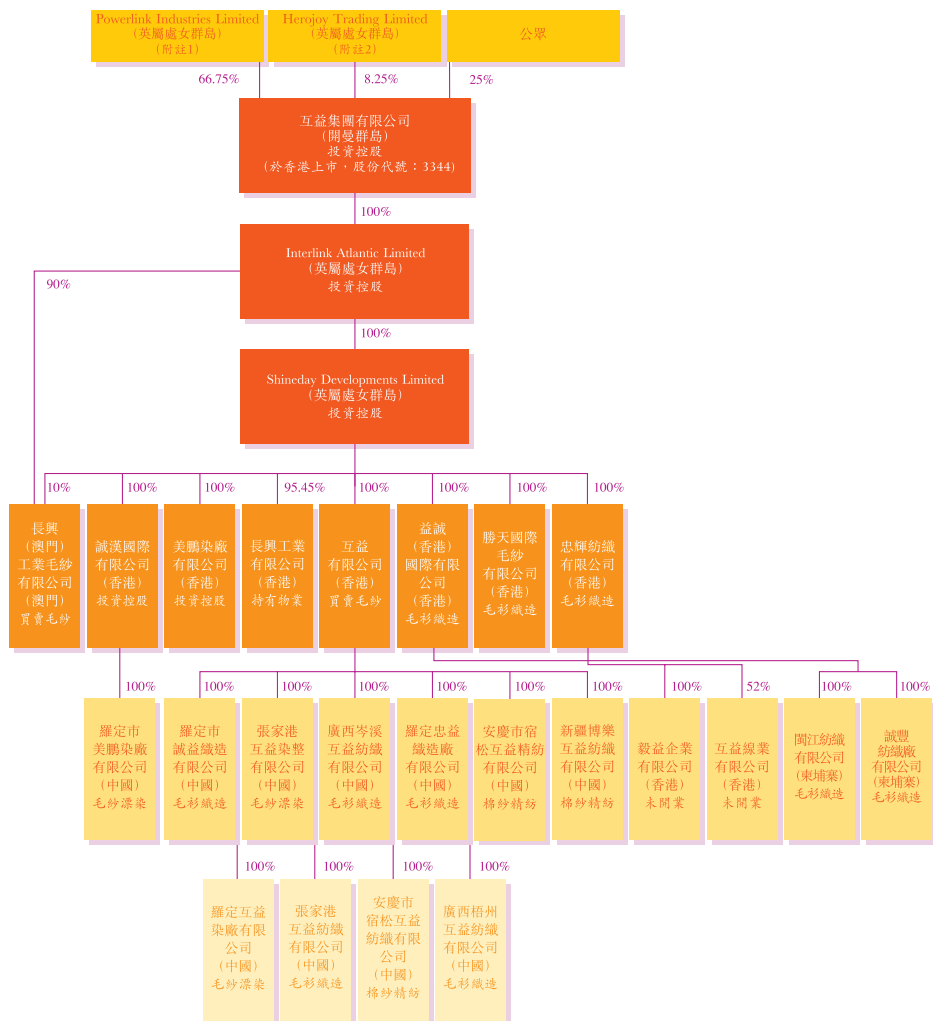 Powerlink Industries Limited
(英屬處女群島)
(附註1)
Herojoy Trading Limited
(英屬處女群島)
(附註2)
公眾
66.75%
8.25%
25%
互益集團有限公司
(開曼群島)
投資控股
(於香港上市，股份代號：3344)
100%
Interlink Atlantic Limited
(英屬處女群島)
投資控股
90%
100%
Shineday Developments Limited
(英屬處女群島)
投資控股
10%
100%
100%
95.45%
100%
100%
100%
100%
長興
(澳門)
工業毛紗
有限公司
(澳門)
買賣毛紗
誠漢國際
有限公司
(香港)
投資控股
美鵬染廠
有限公司
(香港)
投資控股
長興工業
有限公司
(香港)
持有物業
互益
有限公司
(香港)
買賣毛紗
益誠
(香港)
國際有限
公司
(香港)
毛衫織造
勝天國際
毛紗
有限公司
(香港)
毛衫織造
忠輝紡織
有限公司
(香港)
毛衫織造
100%
100%
100%
100%
100%
100%
100%
100%
52%
100%
100%
羅定市
美鵬染廠
有限公司
(中國)
毛紗漂染
羅定市
誠益織造
有限公司
(中國)
毛衫織造
張家港
互益染整
有限公司
(中國)
毛紗漂染
廣西岑溪
互益紡織
有限公司
(中國)
毛衫織造
羅定忠益
織造廠
有限公司
(中國)
毛衫織造
安慶市宿
松互益精紡
有限公司
(中國)
棉紗精紡
新疆博樂
互益紡織
有限公司
(中國)
棉紗精紡
毅益企業
有限公司
(香港)
未開業
互益線業
有限公司
(香港)
未開業
閩江紡織
有限公司
(柬埔寨)
毛衫織造
誠豐
紡織廠
有限公司
(柬埔寨)
毛衫織造
100%
100%
100%
100%
羅定互益
染廠有限
公司
(中國)
毛紗漂染
張家港
互益紡織
有限公司
(中國)
毛衫織造
安慶市
宿松互益
紡織有限
公司
(中國)
棉紗精紡
廣西梧州
互益紡織
有限公司
(中國)
毛衫織造